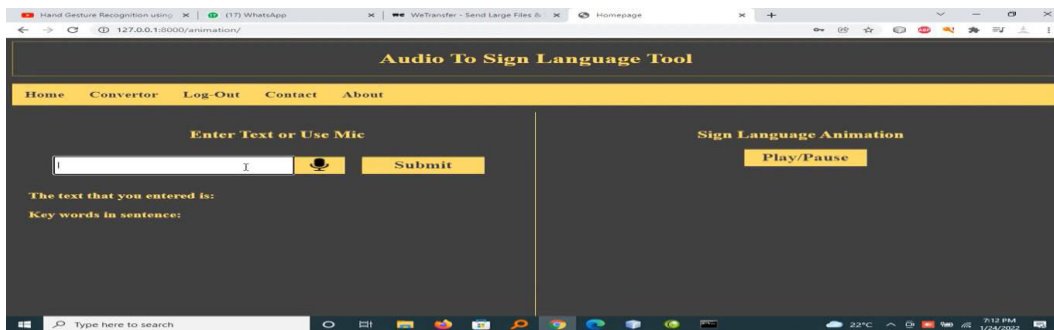 Hand Gesture Recognition using
(17) WhatsApp
WeTransfer - Send Large Files &
Homepage
127.0.0.1:8000/animation/
Audio To Sign Language Tool
Home Convertor Log-Out Contact About
Enter Text or Use Mic
Submit
The text that you entered is:
Key words in sentence:
Sign Language Animation
Play/Pause
Type here to search
22°C
7:12 PM
1/24/2022